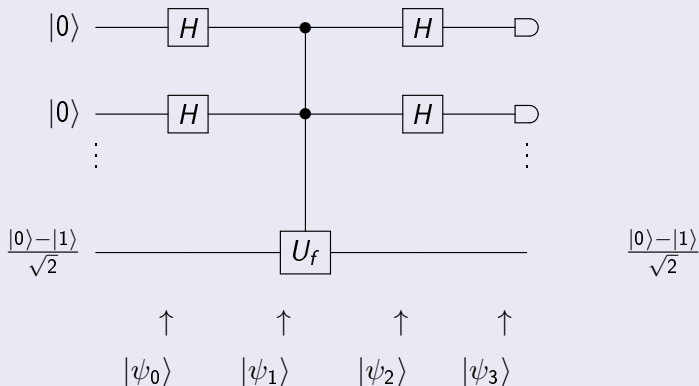 |0⟩ H H
|0⟩ H H
⋮ ⋮
|0⟩−|1⟩/√2 U_f |0⟩−|1⟩/√2
↑ ↑ ↑ ↑
|ψ₀⟩ |ψ₁⟩ |ψ₂⟩ |ψ₃⟩